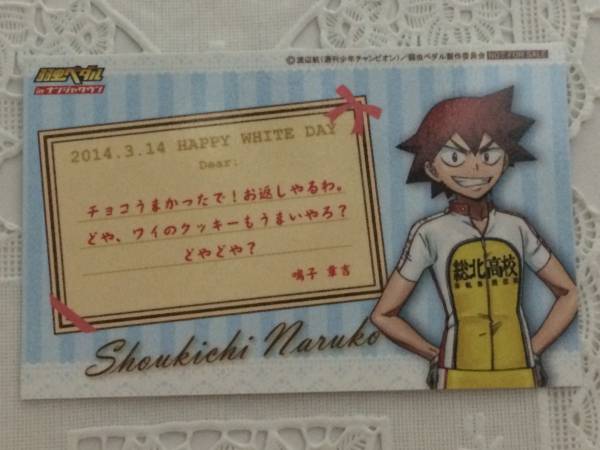 ©渡辺航(週刊少年チャンピオン)／弱虫ペダル製作委員会 NOT FOR SALE
弱虫ペダル
in ナンジャタウン
2014.3.14 HAPPY WHITE DAY
Dear:
チョコうまかったで！お返しやるわ。
どや、ワイのクッキーもうまいやろ？
どやどや？
鳴子 章吉
総北高校
Shoukichi Naruko